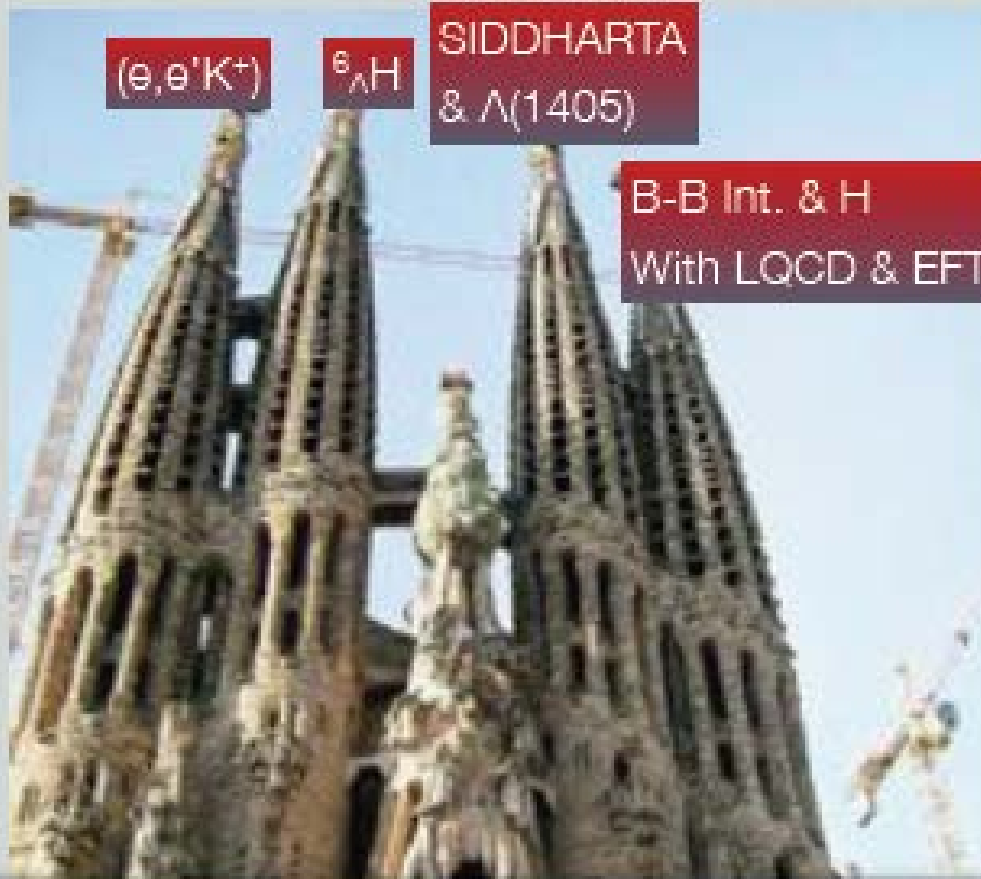 (e,e'K⁺)
⁶ΛH
SIDDHARTA
& Λ(1405)
B-B Int. & H
With LQCD & EFT